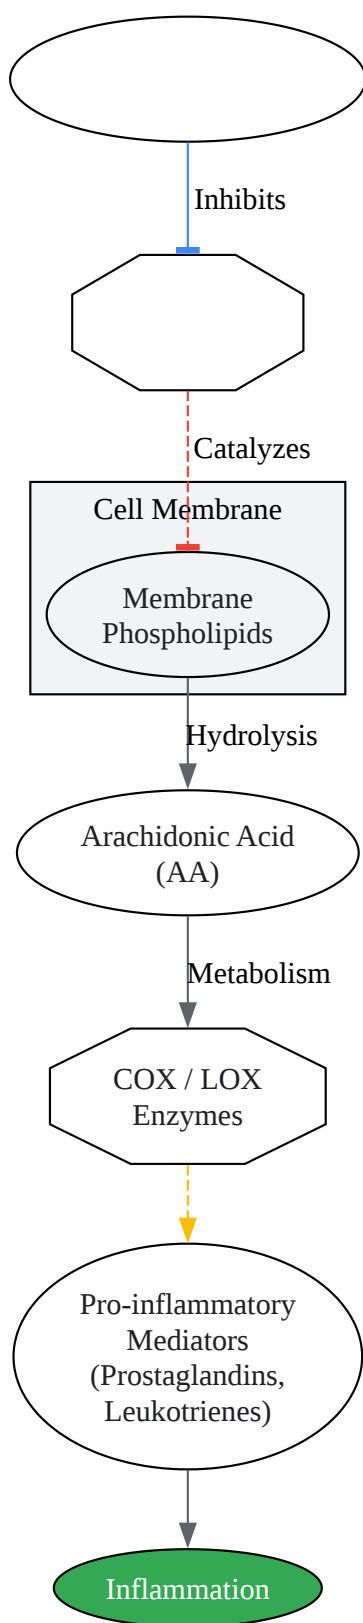 Inhibits
Catalyzes
Cell Membrane
Membrane
Phospholipids
Hydrolysis
Arachidonic Acid
(AA)
Metabolism
COX / LOX
Enzymes
Pro-inflammatory
Mediators
(Prostaglandins,
Leukotrienes)
Inflammation